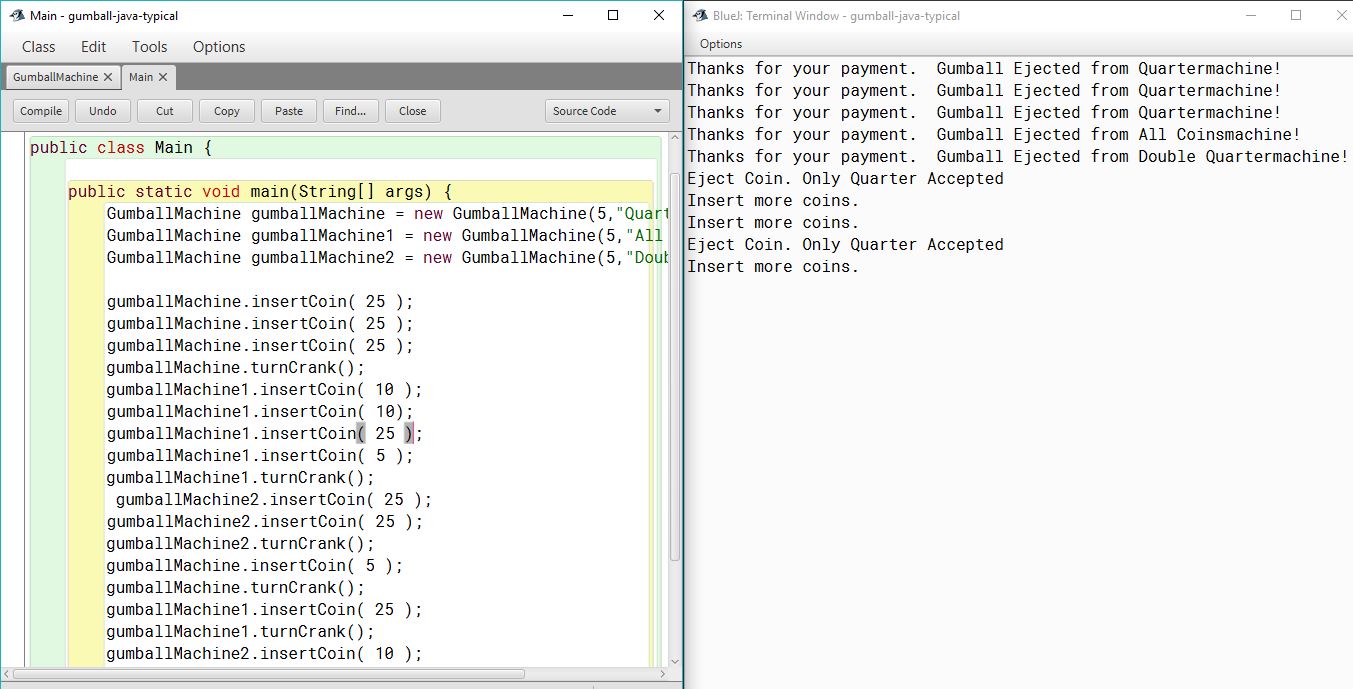 Main - gumball-java-typical
Class Edit Tools Options
GumballMachine Main
Compile Undo Cut Copy Paste Find... Close Source Code
public class Main {
public static void main(String[] args) {
GumballMachine gumballMachine = new GumballMachine(5,"Quart
GumballMachine gumballMachine1 = new GumballMachine(5,"All
GumballMachine gumballMachine2 = new GumballMachine(5,"Doub
gumballMachine.insertCoin( 25 );
gumballMachine.insertCoin( 25 );
gumballMachine.insertCoin( 25 );
gumballMachine.turnCrank();
gumballMachine1.insertCoin( 10 );
gumballMachine1.insertCoin( 10);
gumballMachine1.insertCoin( 25 );
gumballMachine1.insertCoin( 5 );
gumballMachine1.turnCrank();
gumballMachine2.insertCoin( 25 );
gumballMachine2.insertCoin( 25 );
gumballMachine2.turnCrank();
gumballMachine.insertCoin( 5 );
gumballMachine.turnCrank();
gumballMachine1.insertCoin( 25 );
gumballMachine1.turnCrank();
gumballMachine2.insertCoin( 10 );
BlueJ: Terminal Window - gumball-java-typical
Options
Thanks for your payment.  Gumball Ejected from Quartermachine!
Thanks for your payment.  Gumball Ejected from Quartermachine!
Thanks for your payment.  Gumball Ejected from Quartermachine!
Thanks for your payment.  Gumball Ejected from All Coinsmachine!
Thanks for your payment.  Gumball Ejected from Double Quartermachine!
Eject Coin. Only Quarter Accepted
Insert more coins.
Insert more coins.
Eject Coin. Only Quarter Accepted
Insert more coins.